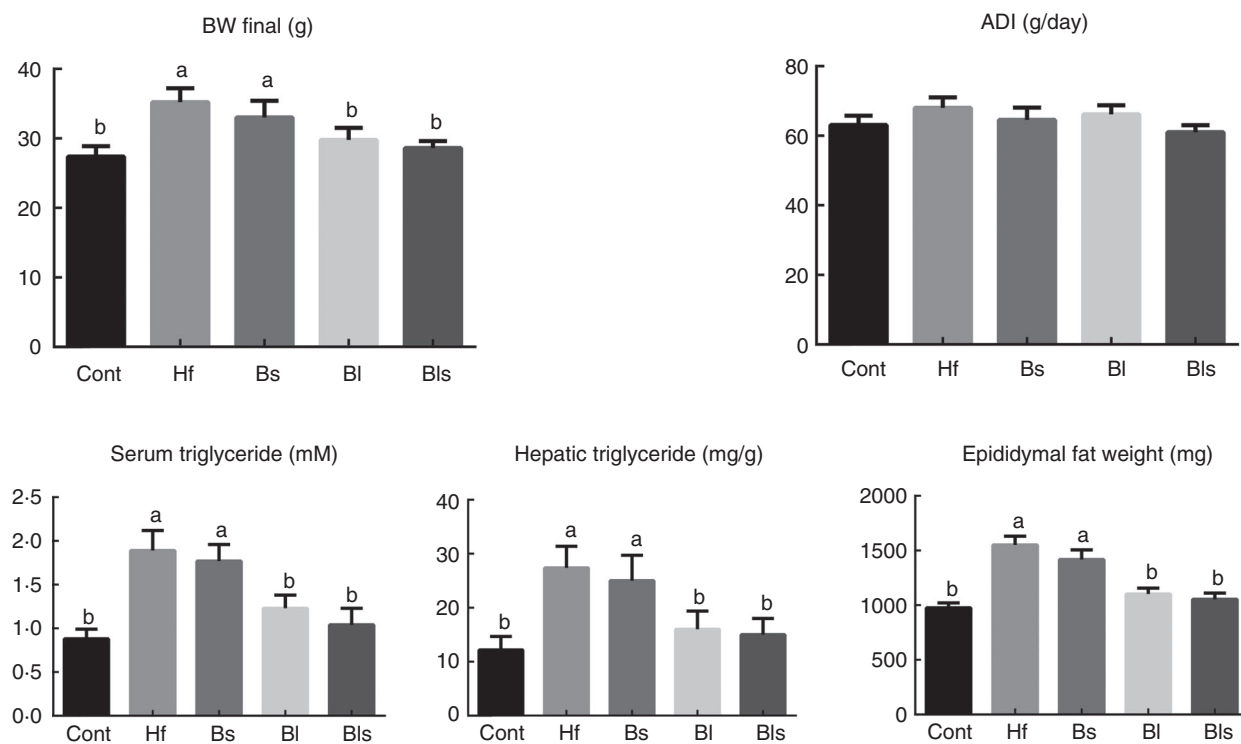 BW final (g)
40
30
20
10
0
b
a
a
b
b
Cont Hf Bs Bl Bls
ADI (g/day)
80
60
40
20
0
Cont Hf Bs Bl Bls
Serum triglyceride (mM)
2·5
2·0
1·5
1·0
0·5
0·0
b
a
a
b
b
Cont Hf Bs Bl Bls
Hepatic triglyceride (mg/g)
40
30
20
10
0
b
a
a
b
b
Cont Hf Bs Bl Bls
Epididymal fat weight (mg)
2000
1500
1000
500
0
b
a
a
b
b
Cont Hf Bs Bl Bls